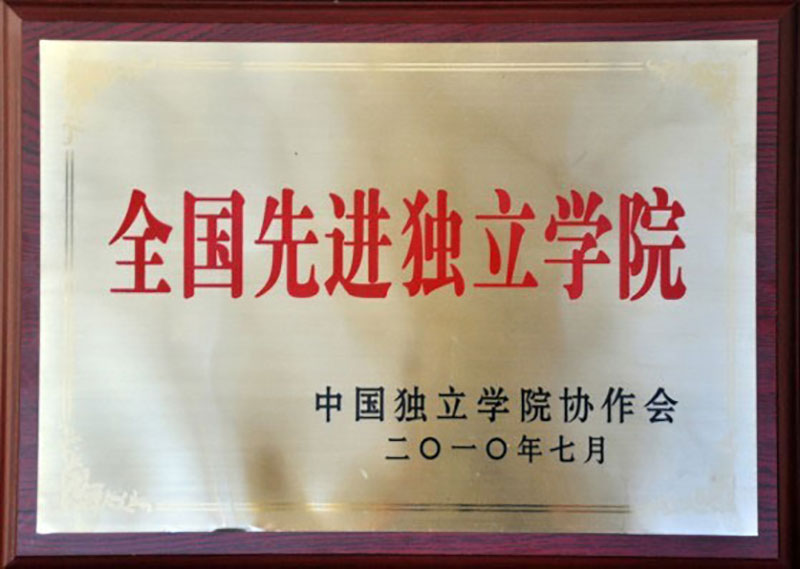 全国先进独立学院
中国独立学院协作会
二〇一〇年七月